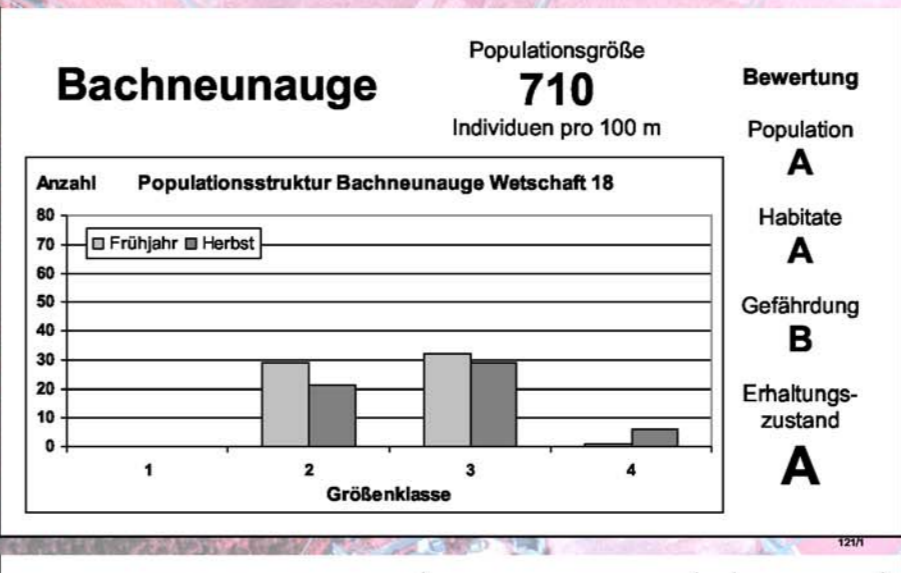 Bachneunauge
Populationsgröße
710
Individuen pro 100 m
Bewertung
Population
A
Habitate
A
Gefährdung
B
Erhaltungs-
zustand
A
Anzahl Populationsstruktur Bachneunauge Wetschaft 18
80
70
60
50
40
30
20
10
0
Frühjahr Herbst
1 2 3 4
Größenklasse
121/1